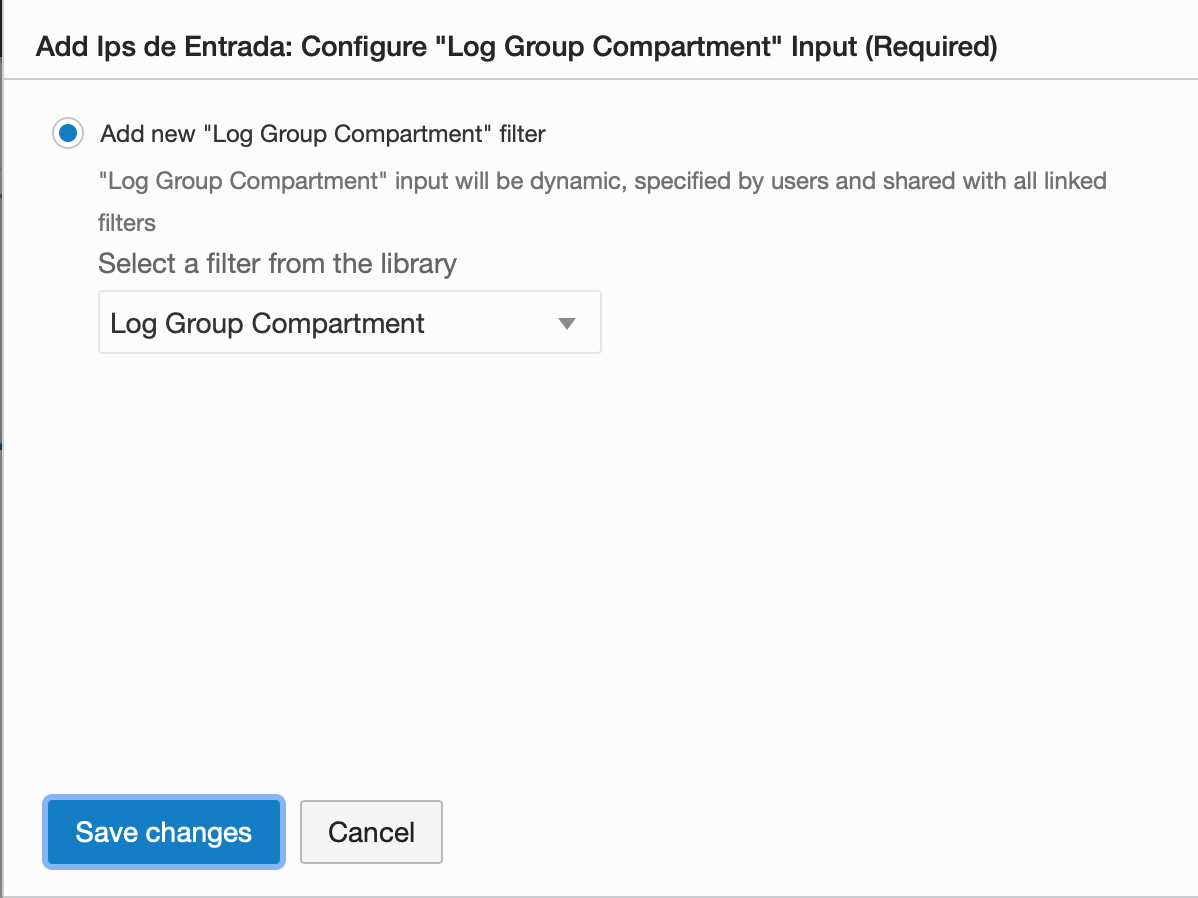 Add Ips de Entrada: Configure "Log Group Compartment" Input (Required)
Add new "Log Group Compartment" filter
"Log Group Compartment" input will be dynamic, specified by users and shared with all linked
filters
Select a filter from the library
Log Group Compartment
Save changes
Cancel